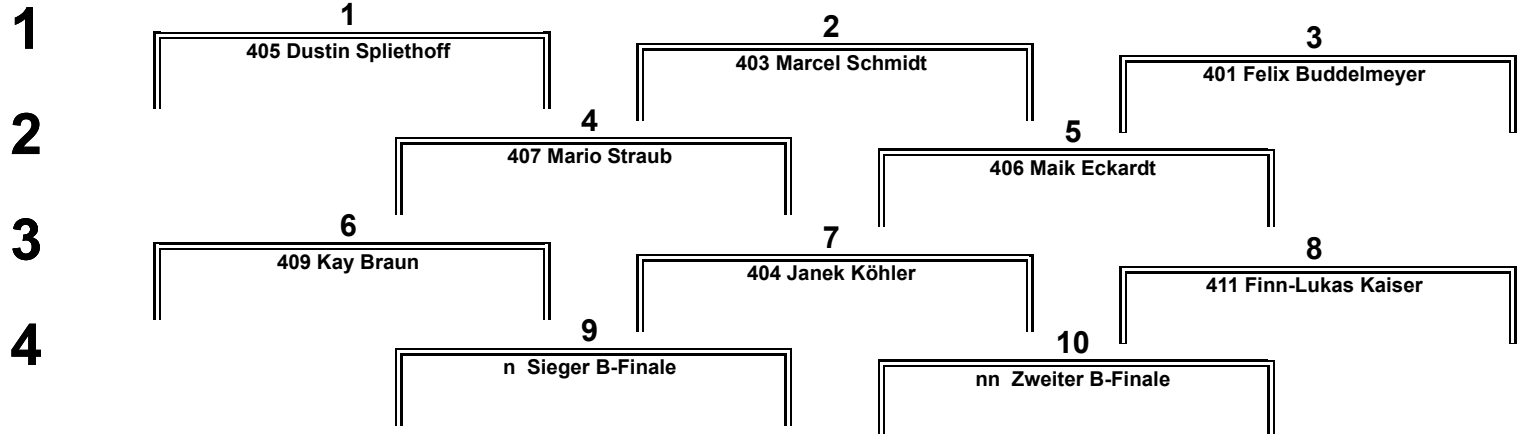 1
1
2
3
405 Dustin Spliethoff
403 Marcel Schmidt
401 Felix Buddelmeyer
2
4
5
407 Mario Straub
406 Maik Eckardt
3
6
7
8
409 Kay Braun
404 Janek Köhler
411 Finn-Lukas Kaiser
4
9
10
n Sieger B-Finale
nn Zweiter B-Finale